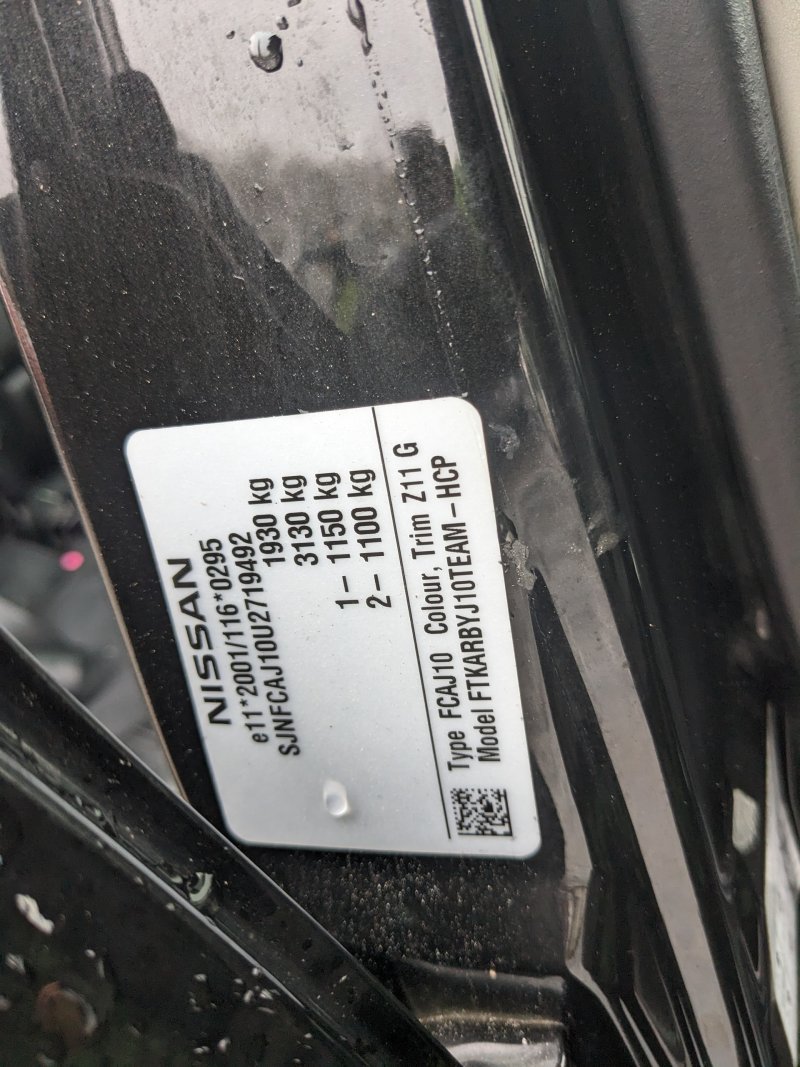 NISSAN
e11*2001/116*0295
SJNFCAJ10U2719492
1930 kg
3130 kg
1 – 1150 kg
2 – 1100 kg
Type FCAJ10 Colour, Trim Z11 G
Model FTKARBYJ10TEAM – HCP